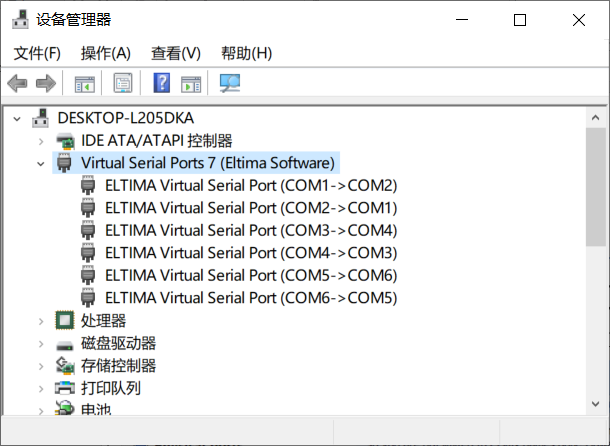 设备管理器
文件(F) 操作(A) 查看(V) 帮助(H)
DESKTOP-L205DKA
IDE ATA/ATAPI 控制器
Virtual Serial Ports 7 (Eltima Software)
ELTIMA Virtual Serial Port (COM1->COM2)
ELTIMA Virtual Serial Port (COM2->COM1)
ELTIMA Virtual Serial Port (COM3->COM4)
ELTIMA Virtual Serial Port (COM4->COM3)
ELTIMA Virtual Serial Port (COM5->COM6)
ELTIMA Virtual Serial Port (COM6->COM5)
处理器
磁盘驱动器
存储控制器
打印队列
电池